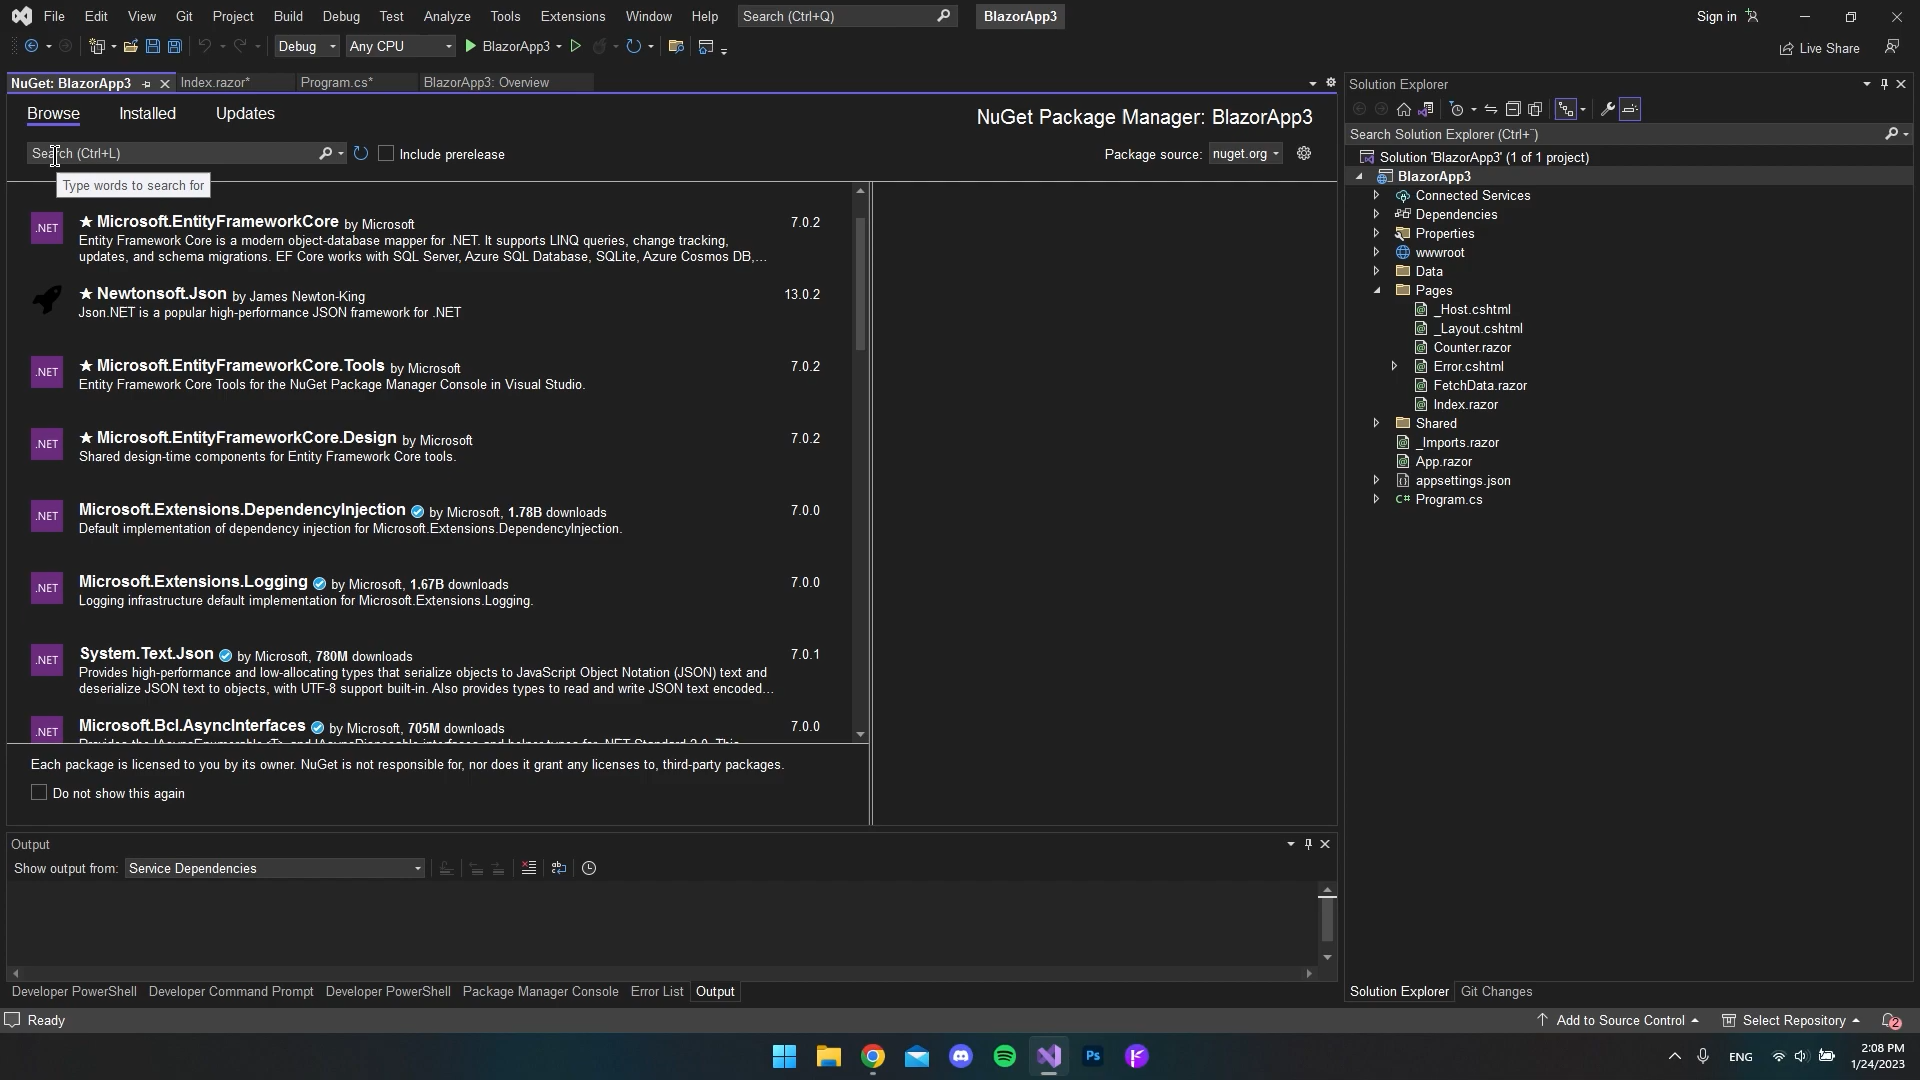 File Edit View Git Project Build Debug Test Analyze Tools Extensions Window Help Search (Ctrl+Q) BlazorApp3 Sign in
Debug Any CPU BlazorApp3 Live Share
NuGet: BlazorApp3 Index.razor* Program.cs* BlazorApp3: Overview
Browse Installed Updates
NuGet Package Manager: BlazorApp3
Search (Ctrl+L) Include prerelease Package source: nuget.org
Type words to search for
.NET Microsoft.EntityFrameworkCore by Microsoft 7.0.2
Entity Framework Core is a modern object-database mapper for .NET. It supports LINQ queries, change tracking,
updates, and schema migrations. EF Core works with SQL Server, Azure SQL Database, SQLite, Azure Cosmos DB,...
Newtonsoft.Json by James Newton-King 13.0.2
Json.NET is a popular high-performance JSON framework for .NET
.NET Microsoft.EntityFrameworkCore.Tools by Microsoft 7.0.2
Entity Framework Core Tools for the NuGet Package Manager Console in Visual Studio.
.NET Microsoft.EntityFrameworkCore.Design by Microsoft 7.0.2
Shared design-time components for Entity Framework Core tools.
.NET Microsoft.Extensions.DependencyInjection by Microsoft, 1.78B downloads 7.0.0
Default implementation of dependency injection for Microsoft.Extensions.DependencyInjection.
.NET Microsoft.Extensions.Logging by Microsoft, 1.67B downloads 7.0.0
Logging infrastructure default implementation for Microsoft.Extensions.Logging.
.NET System.Text.Json by Microsoft, 780M downloads 7.0.1
Provides high-performance and low-allocating types that serialize objects to JavaScript Object Notation (JSON) text and
deserialize JSON text to objects, with UTF-8 support built-in. Also provides types to read and write JSON text encoded...
.NET Microsoft.Bcl.AsyncInterfaces by Microsoft, 705M downloads 7.0.0
Each package is licensed to you by its owner. NuGet is not responsible for, nor does it grant any licenses to, third-party packages.
Do not show this again
Output
Show output from: Service Dependencies
Developer PowerShell Developer Command Prompt Developer PowerShell Package Manager Console Error List Output
Solution Explorer
Search Solution Explorer (Ctrl+¨)
Solution 'BlazorApp3' (1 of 1 project)
BlazorApp3
Connected Services
Dependencies
Properties
wwwroot
Data
Pages
_Host.cshtml
_Layout.cshtml
Counter.razor
Error.cshtml
FetchData.razor
Index.razor
Shared
_Imports.razor
App.razor
appsettings.json
C# Program.cs
Solution Explorer Git Changes
Ready Add to Source Control Select Repository 2
Ps ENG 2:08 PM
1/24/2023